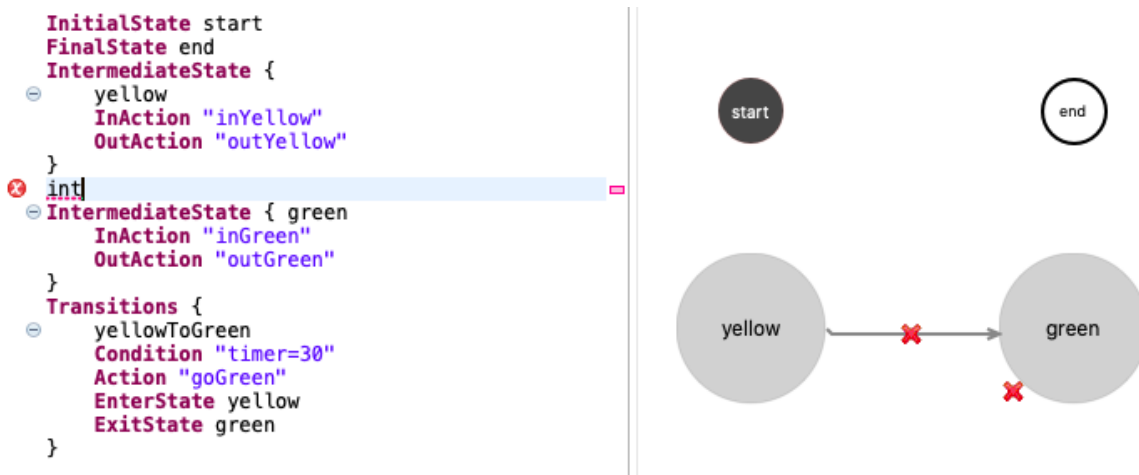 InitialState start
FinalState end
IntermediateState {
yellow
InAction "inYellow"
OutAction "outYellow"
}
int
IntermediateState { green
InAction "inGreen"
OutAction "outGreen"
}
Transitions {
yellowToGreen
Condition "timer=30"
Action "goGreen"
EnterState yellow
ExitState green
}
start
end
yellow
green